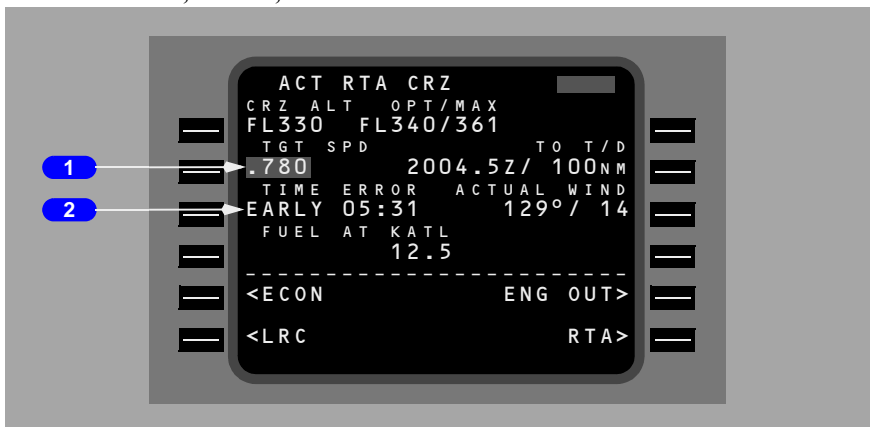 ACT RTA CRZ
CRZ ALT OPT/MAX
FL330 FL340/361
TGT SPD TO T/D
1 .780 2004.5Z/ 100NM
TIME ERROR ACTUAL WIND
2 EARLY 05:31 129°/ 14
FUEL AT KATL
12.5
------------------------
<ECON ENG OUT>
<LRC RTA>